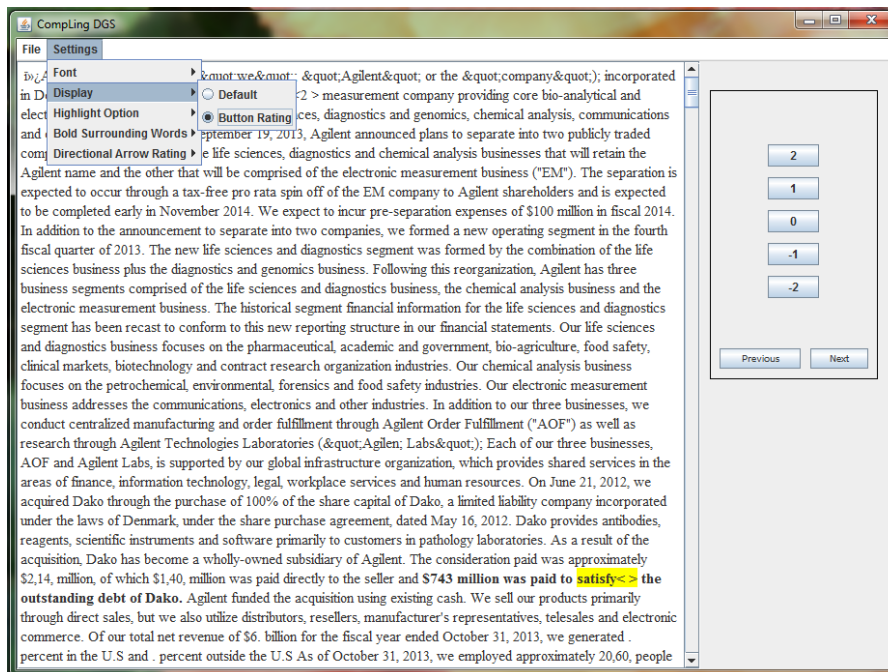 CompLing DGS
File Settings
Font
Display
Highlight Option
Bold Surrounding Words
Directional Arrow Rating
Default
Button Rating
ï»¿A &quot;we&quot;; &quot;Agilent&quot; or the &quot;company&quot;); incorporated
in De <2 > measurement company providing core bio-analytical and
elect ces, diagnostics and genomics, chemical analysis, communications
and e eptember 19, 2013, Agilent announced plans to separate into two publicly traded
comp e life sciences, diagnostics and chemical analysis businesses that will retain the
Agilent name and the other that will be comprised of the electronic measurement business ("EM"). The separation is
expected to occur through a tax-free pro rata spin off of the EM company to Agilent shareholders and is expected
to be completed early in November 2014. We expect to incur pre-separation expenses of $100 million in fiscal 2014.
In addition to the announcement to separate into two companies, we formed a new operating segment in the fourth
fiscal quarter of 2013. The new life sciences and diagnostics segment was formed by the combination of the life
sciences business plus the diagnostics and genomics business. Following this reorganization, Agilent has three
business segments comprised of the life sciences and diagnostics business, the chemical analysis business and the
electronic measurement business. The historical segment financial information for the life sciences and diagnostics
segment has been recast to conform to this new reporting structure in our financial statements. Our life sciences
and diagnostics business focuses on the pharmaceutical, academic and government, bio-agriculture, food safety,
clinical markets, biotechnology and contract research organization industries. Our chemical analysis business
focuses on the petrochemical, environmental, forensics and food safety industries. Our electronic measurement
business addresses the communications, electronics and other industries. In addition to our three businesses, we
conduct centralized manufacturing and order fulfillment through Agilent Order Fulfillment ("AOF") as well as
research through Agilent Technologies Laboratories (&quot;Agilen; Labs&quot;); Each of our three businesses,
AOF and Agilent Labs, is supported by our global infrastructure organization, which provides shared services in the
areas of finance, information technology, legal, workplace services and human resources. On June 21, 2012, we
acquired Dako through the purchase of 100% of the share capital of Dako, a limited liability company incorporated
under the laws of Denmark, under the share purchase agreement, dated May 16, 2012. Dako provides antibodies,
reagents, scientific instruments and software primarily to customers in pathology laboratories. As a result of the
acquisition, Dako has become a wholly-owned subsidiary of Agilent. The consideration paid was approximately
$2,14, million, of which $1,40, million was paid directly to the seller and $743 million was paid to satisfy< > the
outstanding debt of Dako. Agilent funded the acquisition using existing cash. We sell our products primarily
through direct sales, but we also utilize distributors, resellers, manufacturer's representatives, telesales and electronic
commerce. Of our total net revenue of $6. billion for the fiscal year ended October 31, 2013, we generated .
percent in the U.S and . percent outside the U.S As of October 31, 2013, we employed approximately 20,60, people
2
1
0
-1
-2
Previous Next